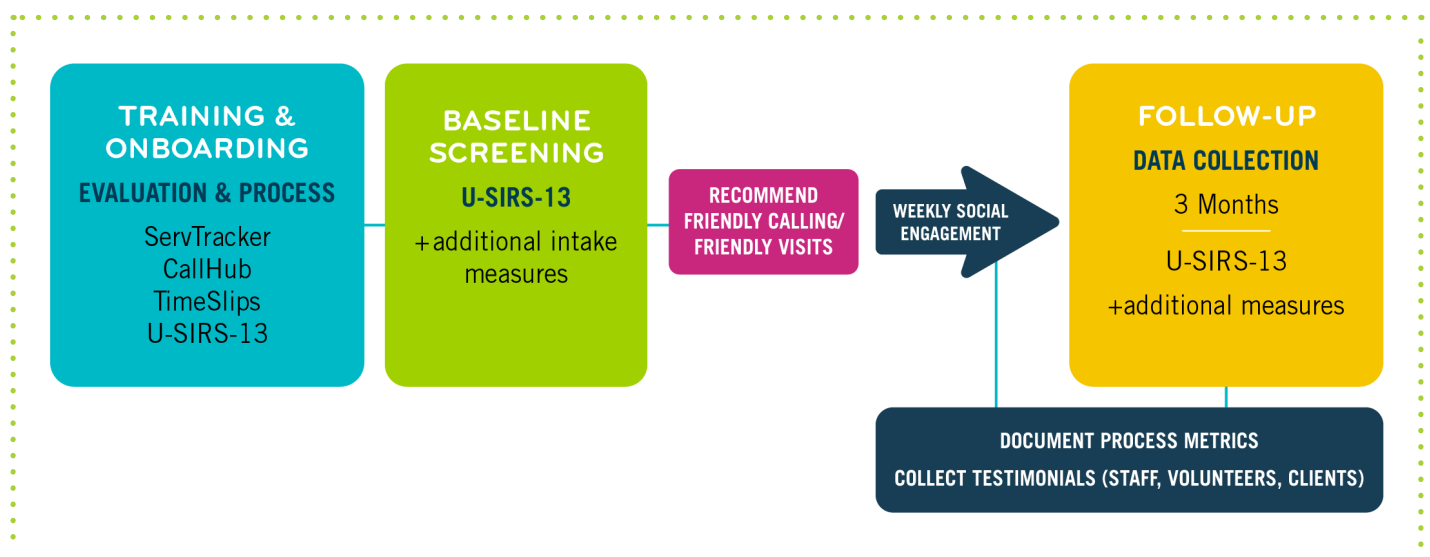 TRAINING &
ONBOARDING
EVALUATION & PROCESS
ServTracker
CallHub
TimeSlips
U-SIRS-13
BASELINE
SCREENING
U-SIRS-13
+additional intake
measures
RECOMMEND
FRIENDLY CALLING/
FRIENDLY VISITS
WEEKLY SOCIAL
ENGAGEMENT
FOLLOW-UP
DATA COLLECTION
3 Months
U-SIRS-13
+additional measures
DOCUMENT PROCESS METRICS
COLLECT TESTIMONIALS (STAFF, VOLUNTEERS, CLIENTS)